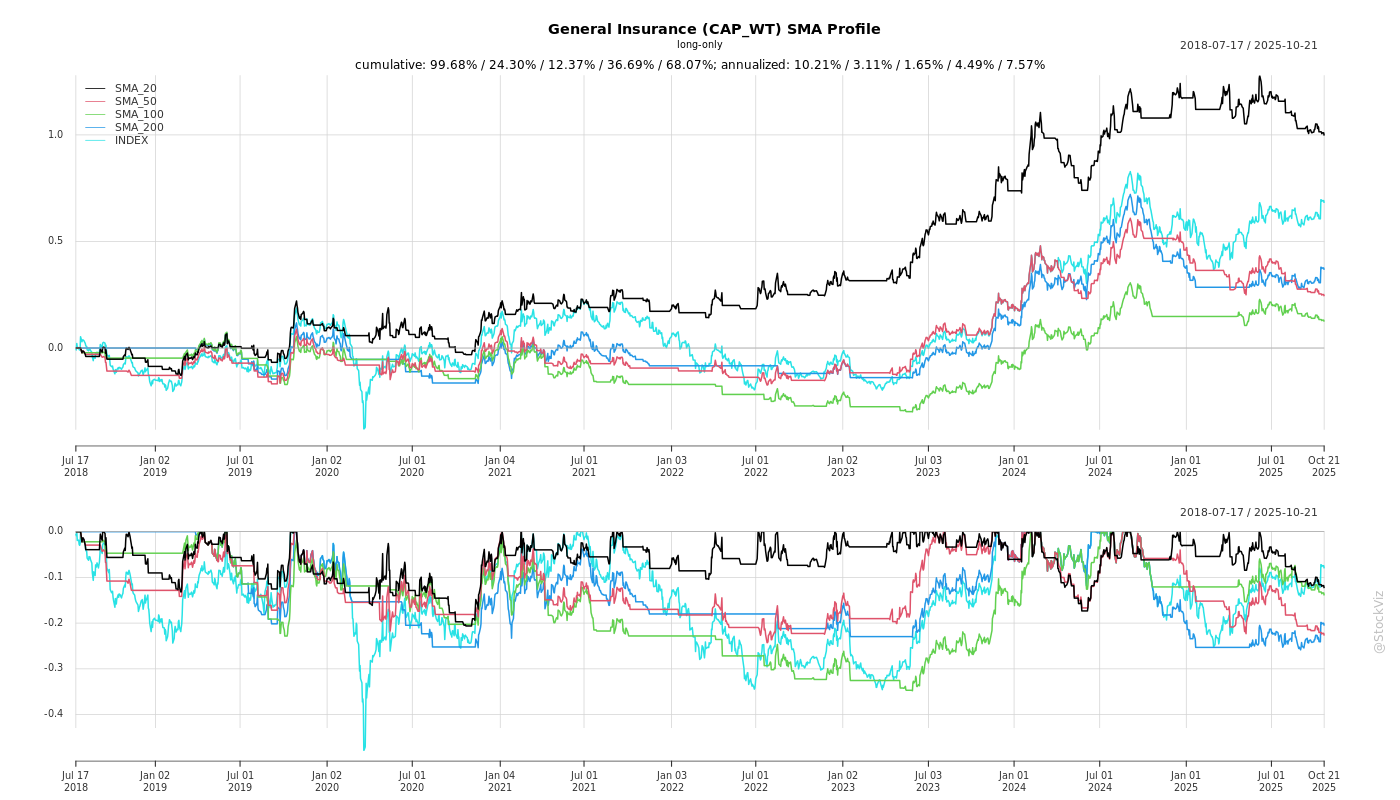 General Insurance (CAP_WT) SMA Profile
long-only
2018-07-17 / 2025-10-21
cumulative: 99.68% / 24.30% / 12.37% / 36.69% / 68.07%; annualized: 10.21% / 3.11% / 1.65% / 4.49% / 7.57%
SMA_20
SMA_50
SMA_100
SMA_200
INDEX
1.0
0.5
0.0
Jul 17 Jan 02 Jul 01 Jan 02 Jul 01 Jan 04 Jul 01 Jan 03 Jul 01 Jan 02 Jul 03 Jan 01 Jul 01 Jan 01 Jul 01 Oct 21
2018 2019 2019 2020 2020 2021 2021 2022 2022 2023 2023 2024 2024 2025 2025 2025
2018-07-17 / 2025-10-21
0.0
-0.1
-0.2
-0.3
-0.4
Jul 17 Jan 02 Jul 01 Jan 02 Jul 01 Jan 04 Jul 01 Jan 03 Jul 01 Jan 02 Jul 03 Jan 01 Jul 01 Jan 01 Jul 01 Oct 21
2018 2019 2019 2020 2020 2021 2021 2022 2022 2023 2023 2024 2024 2025 2025 2025
@StockViz